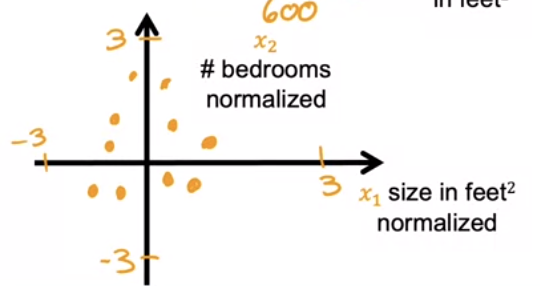 600
in feet²
3
x₂
# bedrooms
normalized
-3
3
x₁ size in feet²
normalized
-3